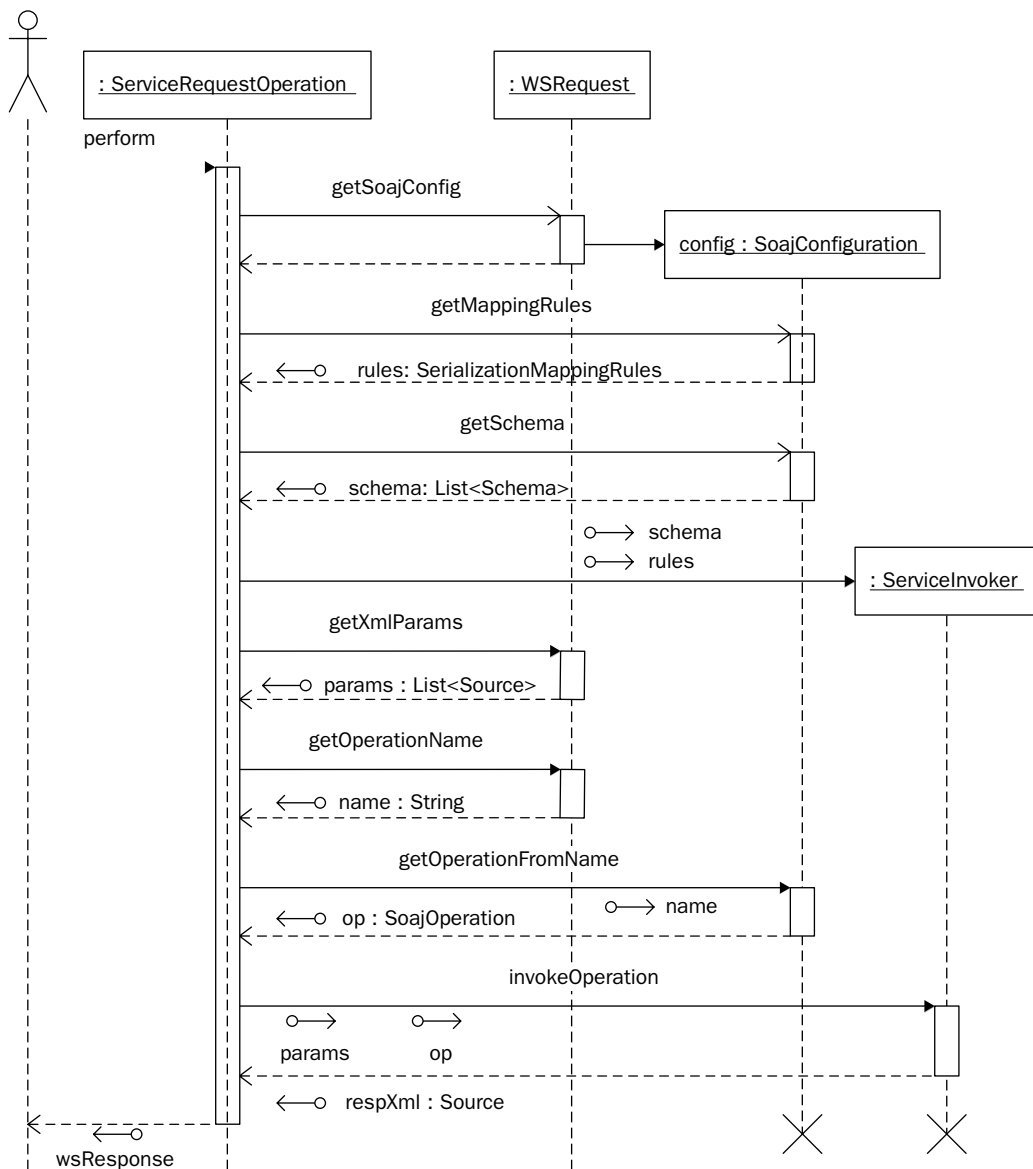 : ServiceRequestOperation
: WSRequest
perform
getSoajConfig
config : SoajConfiguration
getMappingRules
rules: SerializationMappingRules
getSchema
schema: List<Schema>
schema
rules
: ServiceInvoker
getXmlParams
params : List<Source>
getOperationName
name : String
getOperationFromName
name
op : SoajOperation
invokeOperation
params
op
respXml : Source
wsResponse